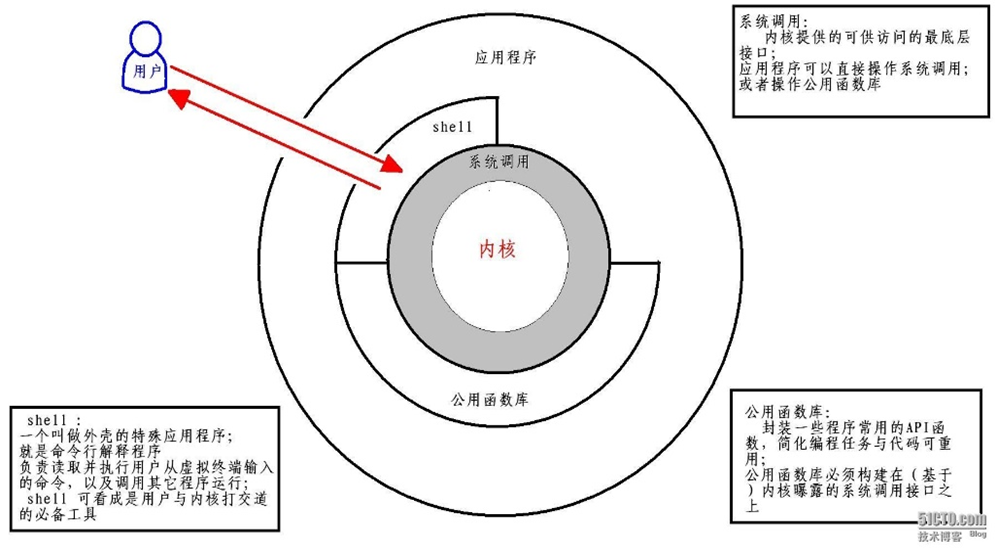 用户
应用程序
shell
系统调用
内核
公用函数库
系统调用：
内核提供的可供访问的最底层
接口；
应用程序可以直接操作系统调用；
或者操作公用函数库
shell :
一个叫做外壳的特殊应用程序；
就是命令行解释程序
负责读取并执行用户从虚拟终端输入
的命令，以及调用其它程序运行；
shell 可看成是用户与内核打交道
的必备工具
公用函数库：
封装一些程序常用的API函
数，简化编程任务与代码可重
用；
公用函数库必须构建在（基于
）内核曝露的系统调用接口之
上
51CTO.com
技术博客 Blog